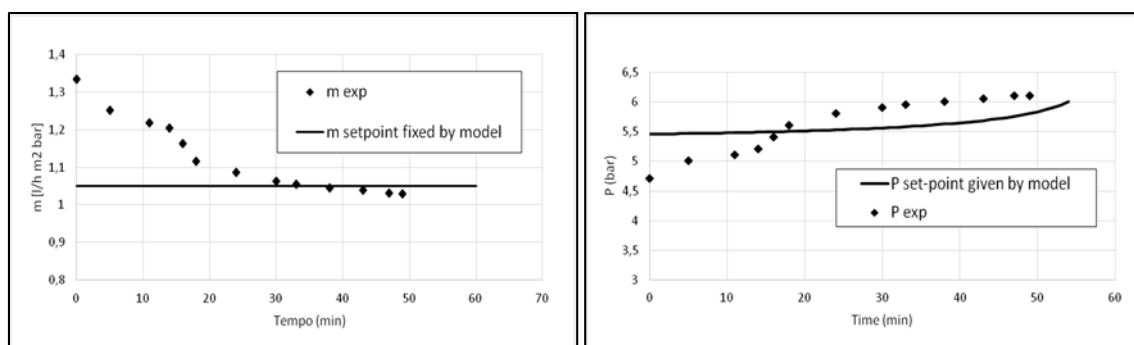 1,4
1,3
1,2
1,1
1
0,9
0,8
m [l/h m2 bar]
m exp
m setpoint fixed by model
0 10 20 30 40 50 60 70
Tempo (min)
6,5
6
5,5
5
4,5
4
3,5
3
P (bar)
P set-point given by model
P exp
0 10 20 30 40 50 60
Time (min)